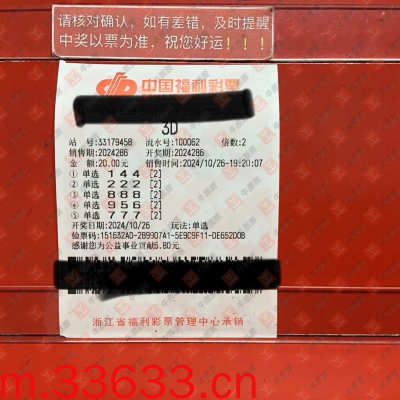 请核对确认，如有差错，及时提醒
中奖以票为准，祝您好运！！！
中国福利彩票
3D
站 号:33179458 流水号:100062 倍数:2
销售期:2024286 开奖期:2024286
金 额:20.00元 销售时间:2024/10/26-19:20:07
① 单选 1 4 4 [2]
② 单选 2 2 2 [2]
③ 单选 8 8 8 [2]
④ 单选 9 5 6 [2]
⑤ 单选 7 7 7 [2]
开奖日期:2024/10/26 玩法:单选
验票码:151632AD-2B9907A1-5E9C9F11-DE652D0B
感谢您为公益事业贡献6.80元
浙江省福利彩票管理中心承销
m.33633.cn